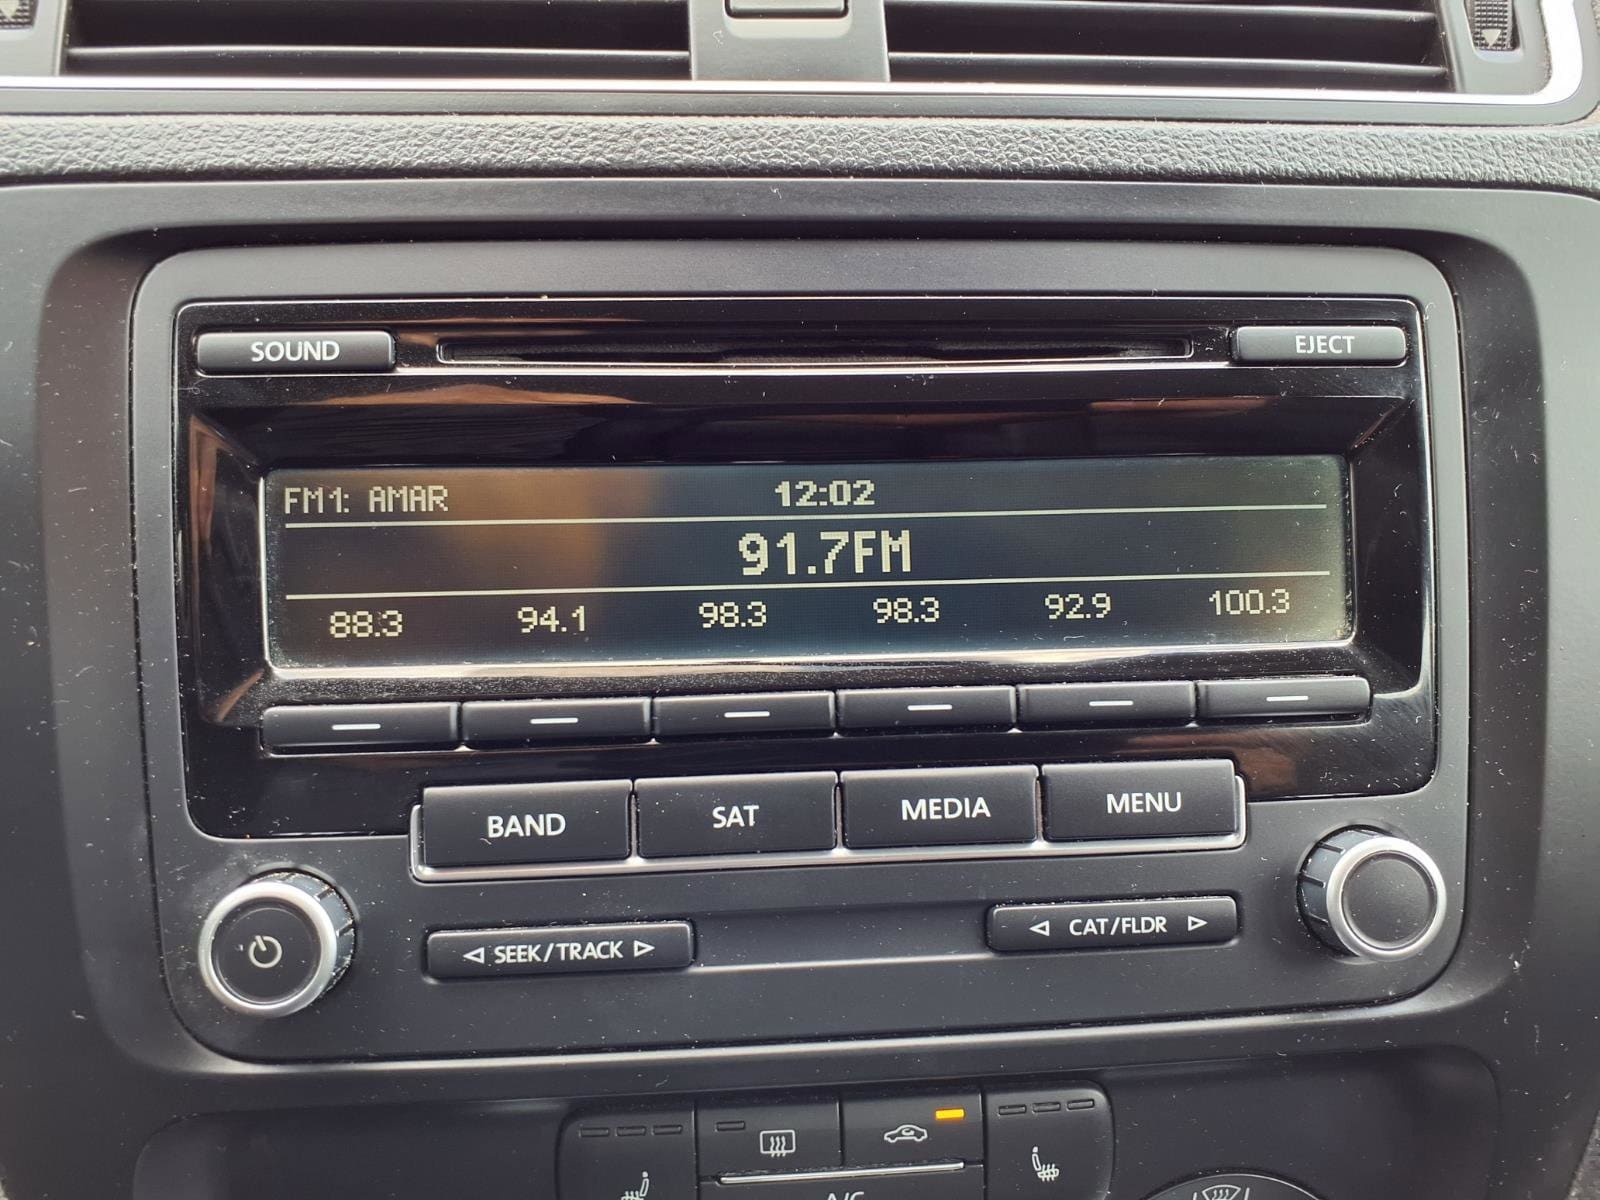 SOUND EJECT
FM1: AMAR 12:02
91.7FM
88.3 94.1 98.3 98.3 92.9 100.3
BAND SAT MEDIA MENU
SEEK/TRACK CAT/FLDR
A/C